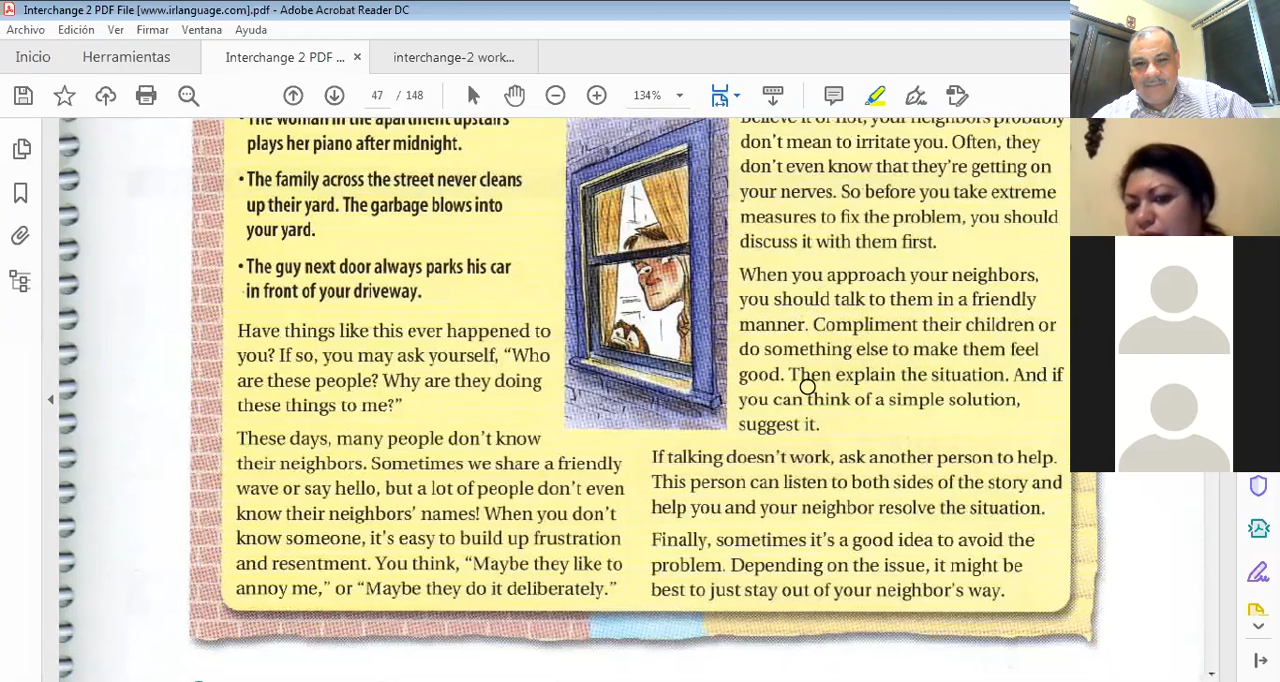 Interchange 2 PDF File [www.irlanguage.com].pdf - Adobe Acrobat Reader DC
Archivo Edición Ver Firmar Ventana Ayuda
Inicio Herramientas Interchange 2 PDF ... × interchange-2 work...
47 / 148 134%
• The woman in the apartment upstairs
plays her piano after midnight.
• The family across the street never cleans
up their yard. The garbage blows into
your yard.
• The guy next door always parks his car
in front of your driveway.
Have things like this ever happened to
you? If so, you may ask yourself, “Who
are these people? Why are they doing
these things to me?”
These days, many people don’t know
their neighbors. Sometimes we share a friendly
wave or say hello, but a lot of people don’t even
know their neighbors’ names! When you don’t
know someone, it’s easy to build up frustration
and resentment. You think, “Maybe they like to
annoy me,” or “Maybe they do it deliberately.”
Believe it or not, your neighbors probably
don’t mean to irritate you. Often, they
don’t even know that they’re getting on
your nerves. So before you take extreme
measures to fix the problem, you should
discuss it with them first.
When you approach your neighbors,
you should talk to them in a friendly
manner. Compliment their children or
do something else to make them feel
good. Then explain the situation. And if
you can think of a simple solution,
suggest it.
If talking doesn’t work, ask another person to help.
This person can listen to both sides of the story and
help you and your neighbor resolve the situation.
Finally, sometimes it’s a good idea to avoid the
problem. Depending on the issue, it might be
best to just stay out of your neighbor’s way.